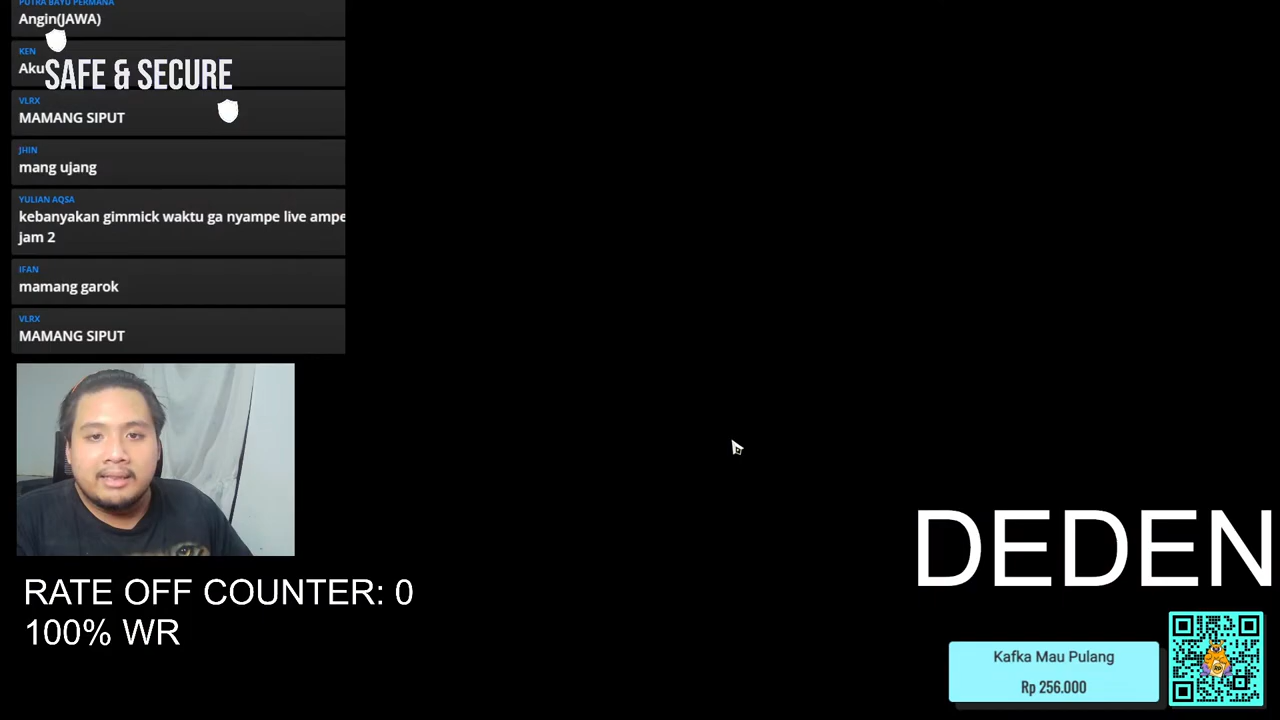 PUTRA BAYU PERMANA
Angin(JAWA)
KEN
Aku
SAFE & SECURE
VLRX
MAMANG SIPUT
JHIN
mang ujang
YULIAN AQSA
kebanyakan gimmick waktu ga nyampe live ampe
jam 2
IFAN
mamang garok
VLRX
MAMANG SIPUT
RATE OFF COUNTER: 0
100% WR
DEDEN
Kafka Mau Pulang
Rp 256.000